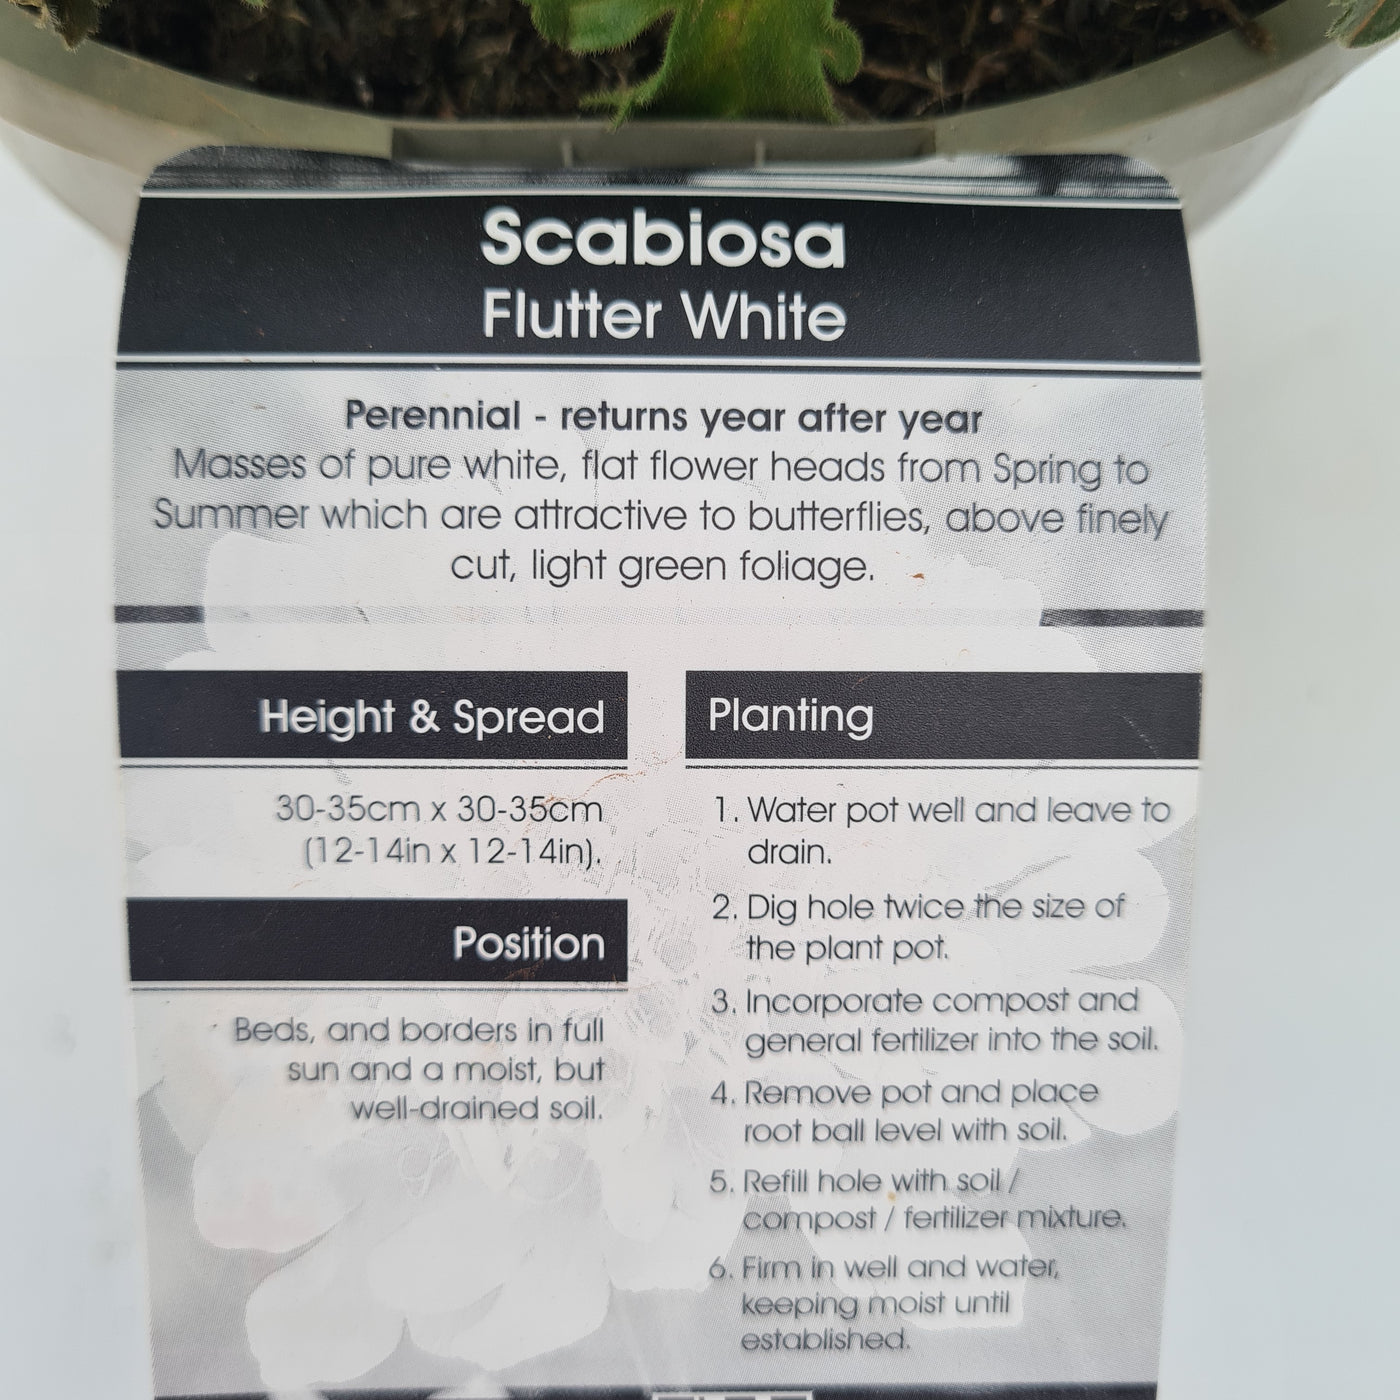 Scabiosa
Flutter White
Perennial - returns year after year
Masses of pure white, flat flower heads from Spring to
Summer which are attractive to butterflies, above finely
cut, light green foliage.
Height & Spread
30-35cm x 30-35cm
(12-14in x 12-14in).
Position
Beds, and borders in full
sun and a moist, but
well-drained soil.
Planting
1. Water pot well and leave to
drain.
2. Dig hole twice the size of
the plant pot.
3. Incorporate compost and
general fertilizer into the soil.
4. Remove pot and place
root ball level with soil.
5. Refill hole with soil /
compost / fertilizer mixture.
6. Firm in well and water,
keeping moist until
established.